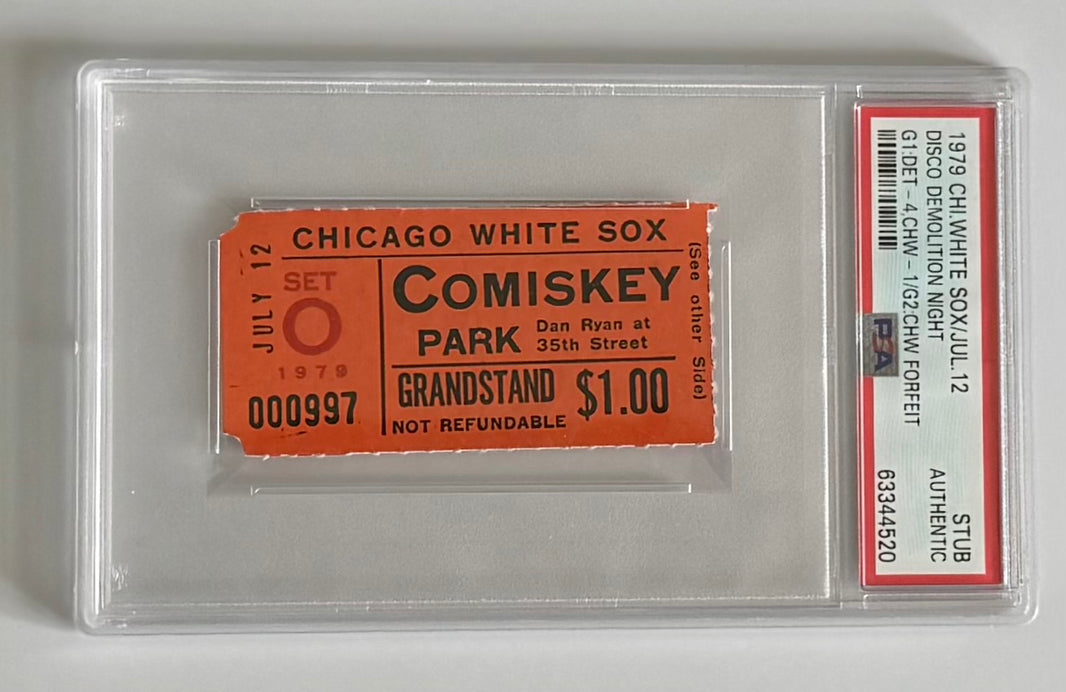 CHICAGO WHITE SOX
JULY 12
SET
O
1979
000997
COMISKEY
PARK
Dan Ryan at
35th Street
GRANDSTAND $1.00
NOT REFUNDABLE
(See other Side)
1979 CHI.WHITE SOX/JUL.12
DISCO DEMOLITION NIGHT
G1:DET - 4,CHW - 1/G2:CHW FORFEIT
PSA
STUB
AUTHENTIC
63344520